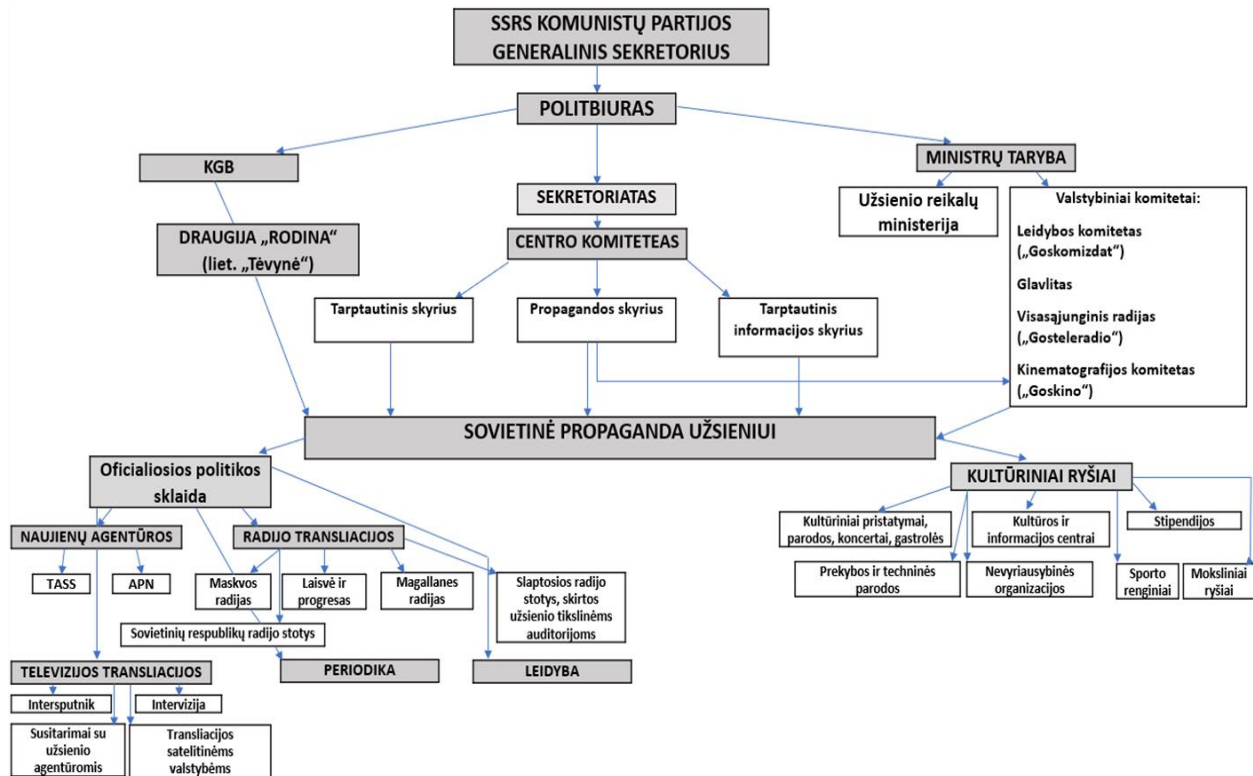 SSRS KOMUNISTŲ PARTIJOS
GENERALINIS SEKRETORIUS
POLITBIURAS
KGB
MINISTRŲ TARYBA
SEKRETORIATAS
Užsienio reikalų
ministerija
Valstybiniai komitetai:
Leidybos komitetas
(„Goskomizdat“)
Glavlitas
Visasąjunginis radijas
(„Gosteleradio“)
Kinematografijos komitetas
(„Goskino“)
DRAUGIJA „RODINA“
(liet. „Tėvynė“)
CENTRO KOMITETEAS
Tarptautinis skyrius
Propagandos skyrius
Tarptautinis
informacijos skyrius
SOVIETINĖ PROPAGANDA UŽSIENIUI
Oficialiosios politikos
sklaida
KULTŪRINIAI RYŠIAI
NAUJIENŲ AGENTŪROS
RADIJO TRANSLIACIJOS
Kultūriniai pristatymai,
parodos, koncertai, gastrolės
Kultūros ir
informacijos centrai
Stipendijos
TASS
APN
Maskvos
radijas
Laisvė ir
progresas
Magallanes
radijas
Slaptosios radijo
stotys, skirtos
užsienio tikslinėms
auditorijoms
Prekybos ir techninės
parodos
Nevyriausybinės
organizacijos
Sporto
renginiai
Moksliniai
ryšiai
Sovietinių respublikų radijo stotys
TELEVIZIJOS TRANSLIACIJOS
PERIODIKA
LEIDYBA
Intersputnik
Intervizija
Susitarimai su
užsienio
agentūromis
Transliacijos
satelitinėms
valstybėms